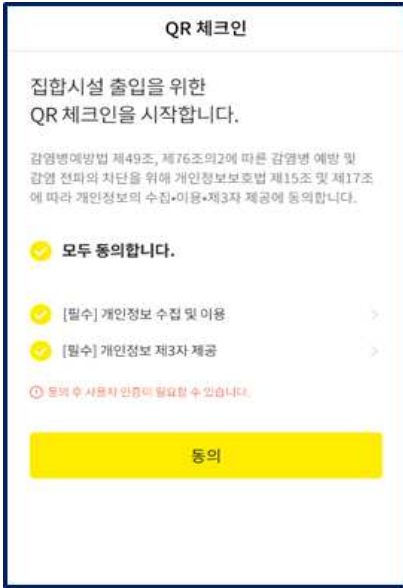 QR 체크인
집합시설 출입을 위한
QR 체크인을 시작합니다.
감염병예방법 제49조, 제76조의2에 따른 감염병 예방 및
감염 전파의 차단을 위해 개인정보보호법 제15조 및 제17조
에 따라 개인정보의 수집•이용•제3자 제공에 동의합니다.
모두 동의합니다.
[필수] 개인정보 수집 및 이용
[필수] 개인정보 제3자 제공
동의 후 사용자 인증이 필요할 수 있습니다.
동의